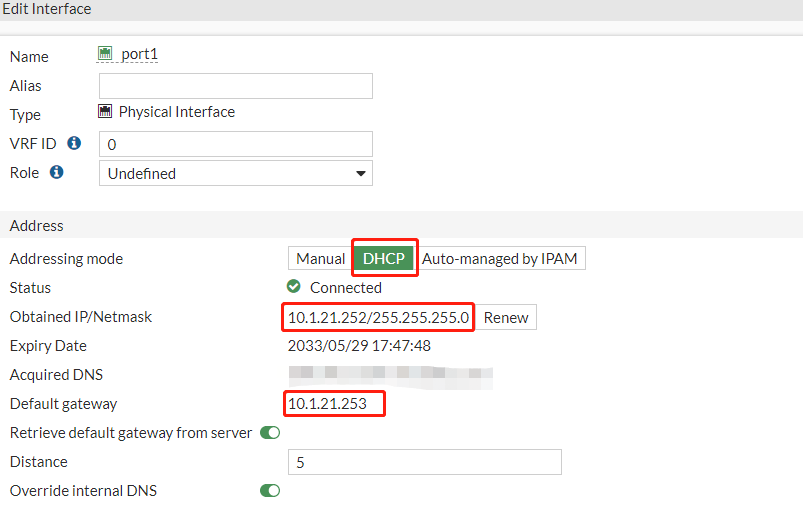 Edit Interface
Name port1
Alias
Type Physical Interface
VRF ID 0
Role Undefined
Address
Addressing mode Manual DHCP Auto-managed by IPAM
Status Connected
Obtained IP/Netmask 10.1.21.252/255.255.255.0 Renew
Expiry Date 2033/05/29 17:47:48
Acquired DNS
Default gateway 10.1.21.253
Retrieve default gateway from server
Distance 5
Override internal DNS